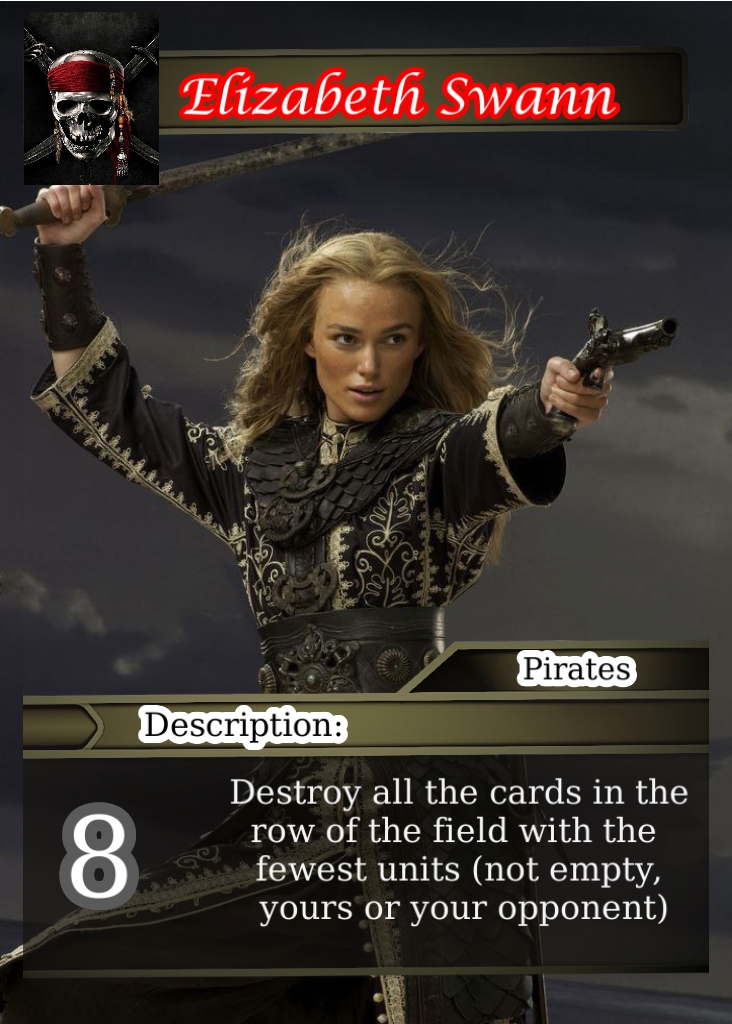 Elizabeth Swann
Pirates
Description:
8
Destroy all the cards in the
row of the field with the
fewest units (not empty,
yours or your opponent)